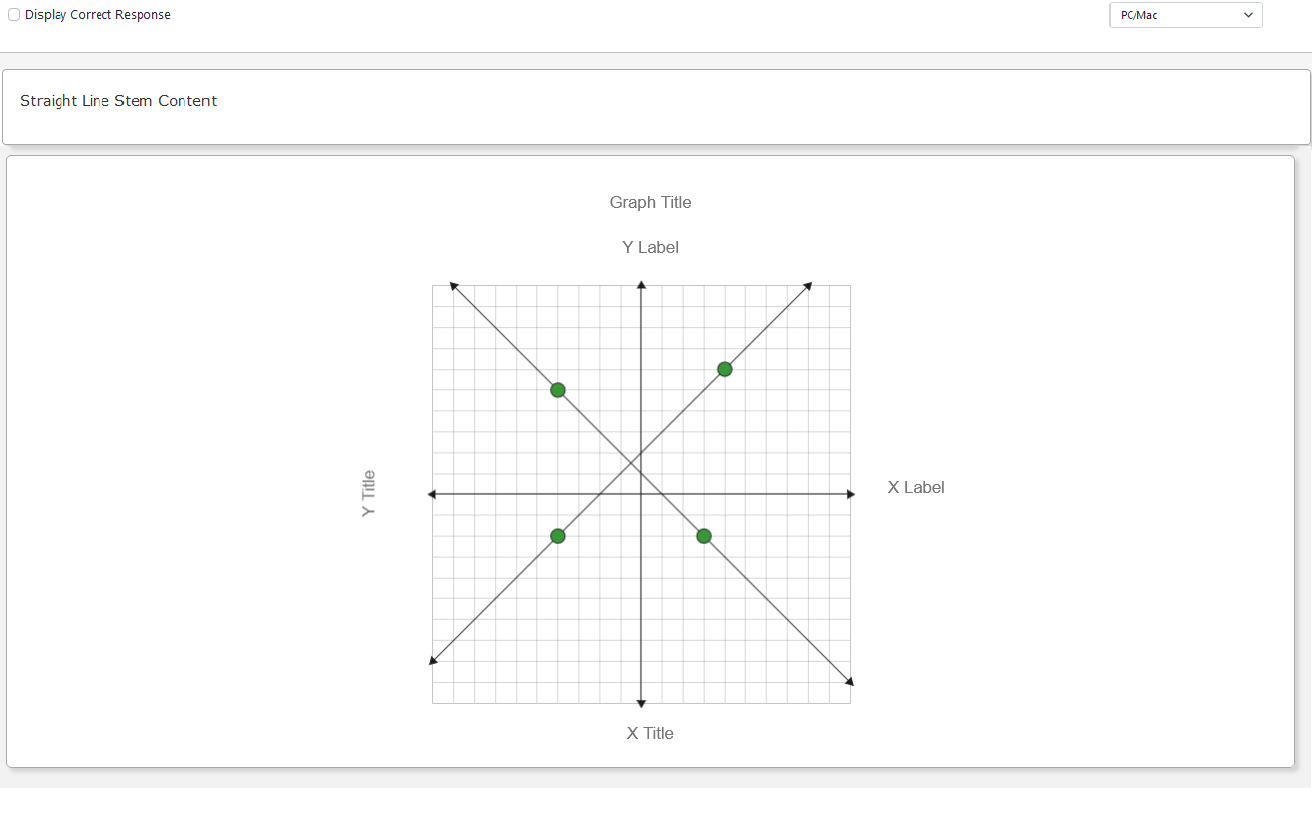 Display Correct Response
PC/Mac
Straight Line Stem Content
Graph Title
Y Label
Y Title
X Label
X Title